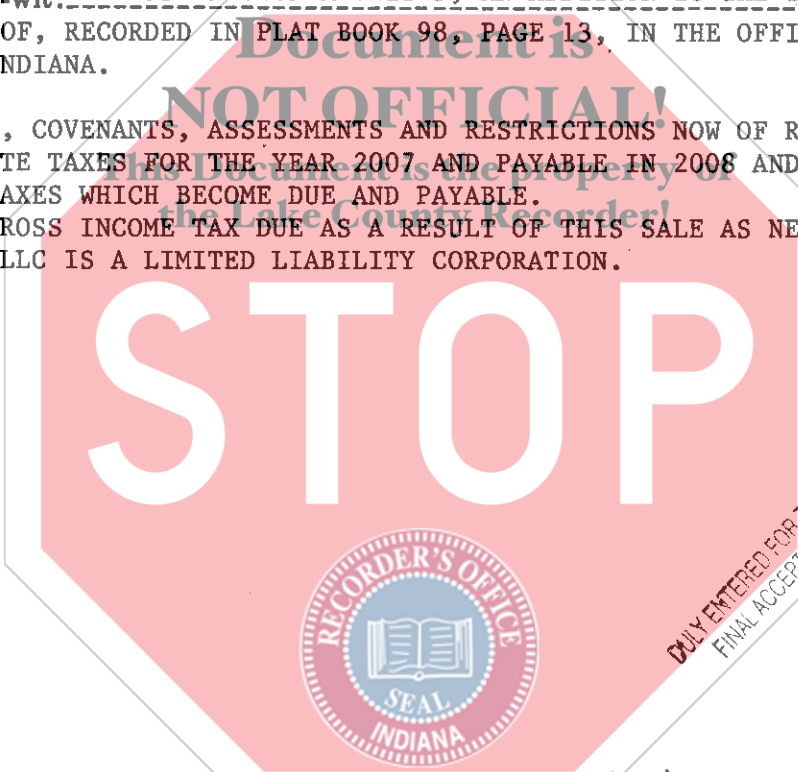 OF, RECORDED IN PLAT BOOK 98, PAGE 13, IN THE OFFI
Document is
NDIANA.
NOT OFFICIAL!
, COVENANTS, ASSESSMENTS AND RESTRICTIONS NOW OF R
This Document is the property of
TE TAXES FOR THE YEAR 2007 AND PAYABLE IN 2008 AND
AXES WHICH BECOME DUE AND PAYABLE.
the Lake County Recorder!
ROSS INCOME TAX DUE AS A RESULT OF THIS SALE AS NE
LLC IS A LIMITED LIABILITY CORPORATION.
STOP
DULY ENTERED FOR T
FINAL ACCEPT
RECORDER'S OFFICE
SEAL
INDIANA